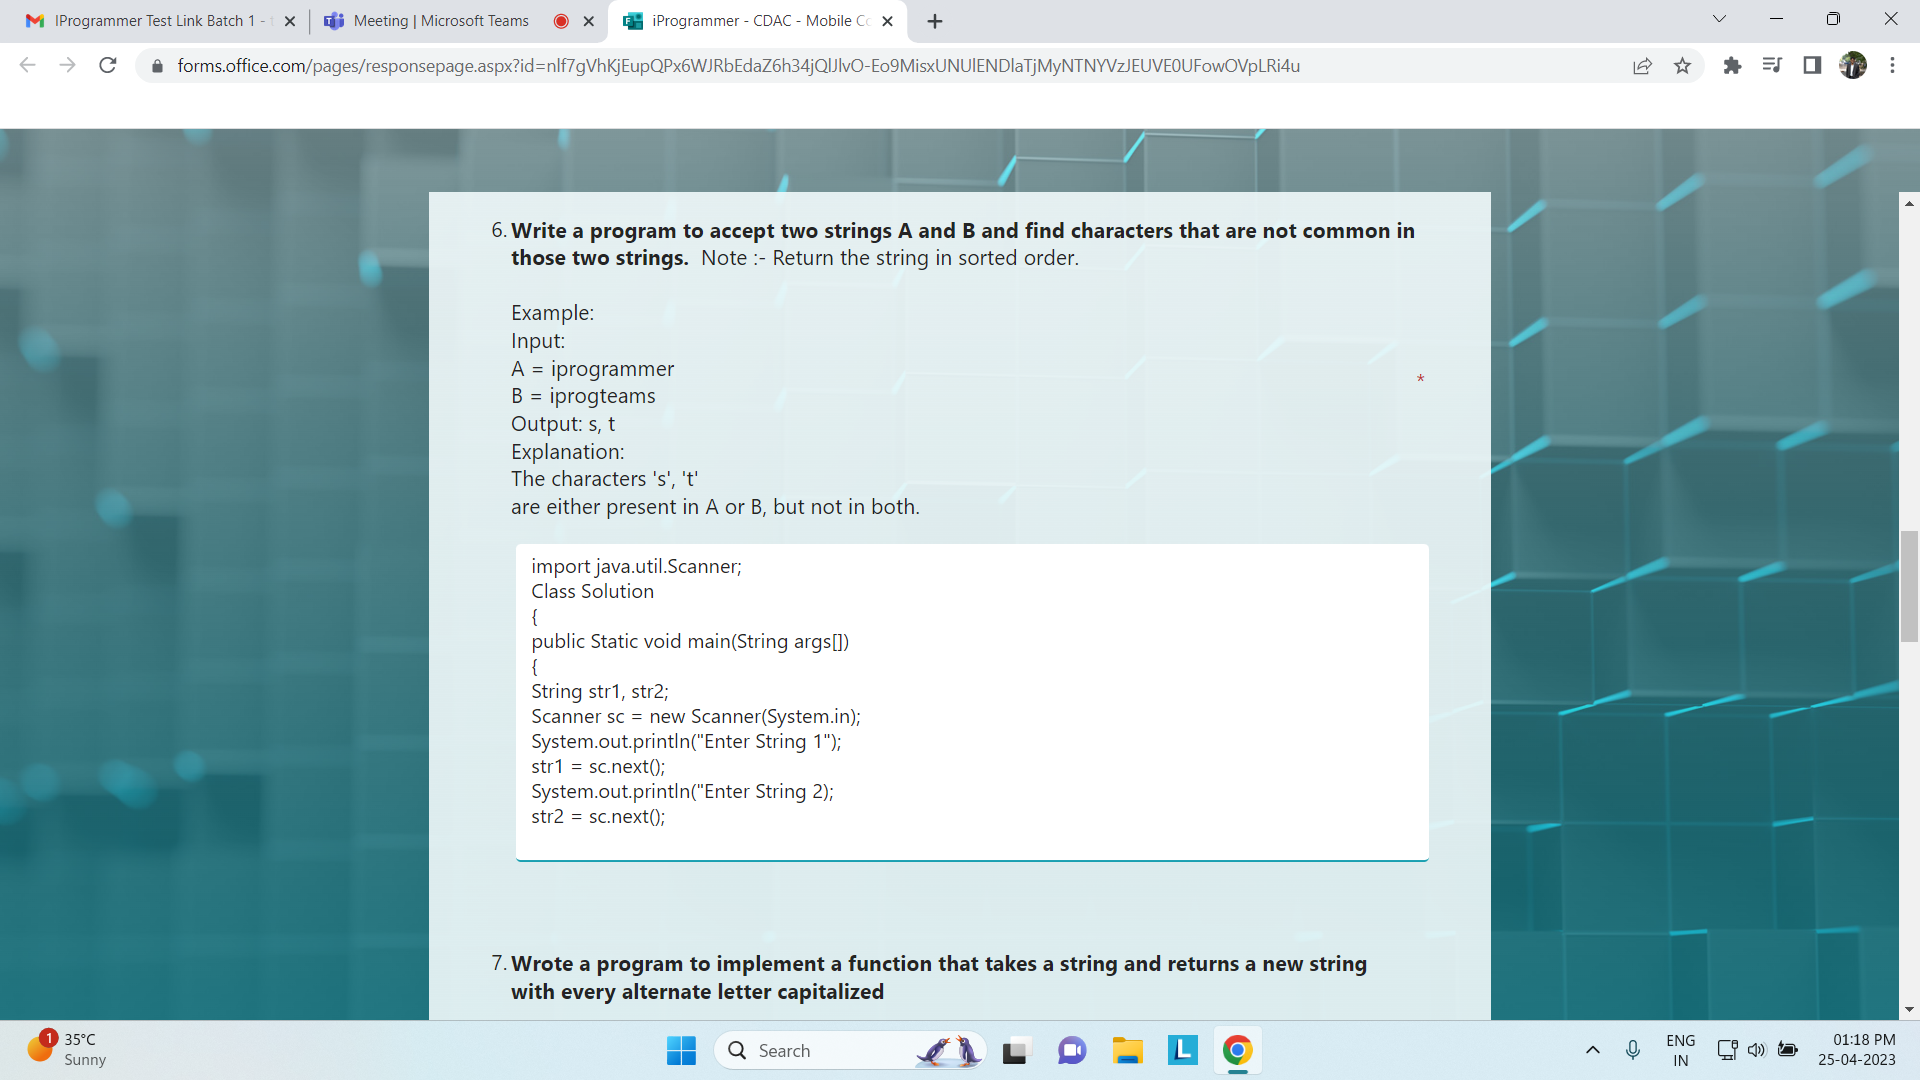 IProgrammer Test Link Batch 1 -
Meeting | Microsoft Teams
iProgrammer - CDAC - Mobile Co
forms.office.com/pages/responsepage.aspx?id=nlf7gVhKjEupQPx6WJRbEdaZ6h34jQlJlvO-Eo9MisxUNUlENDlaTjMyNTNYVzJEUVE0UFowOVpLRi4u
6. Write a program to accept two strings A and B and find characters that are not common in
those two strings. Note :- Return the string in sorted order.
Example:
Input:
A = iprogrammer
B = iprogteams
*
Output: s, t
Explanation:
The characters 's', 't'
are either present in A or B, but not in both.
import java.util.Scanner;
Class Solution
{
public Static void main(String args[])
{
String str1, str2;
Scanner sc = new Scanner(System.in);
System.out.println("Enter String 1");
str1 = sc.next();
System.out.println("Enter String 2);
str2 = sc.next();
7. Wrote a program to implement a function that takes a string and returns a new string
with every alternate letter capitalized
1
35°C
Sunny
Search
L
ENG
IN
01:18 PM
25-04-2023